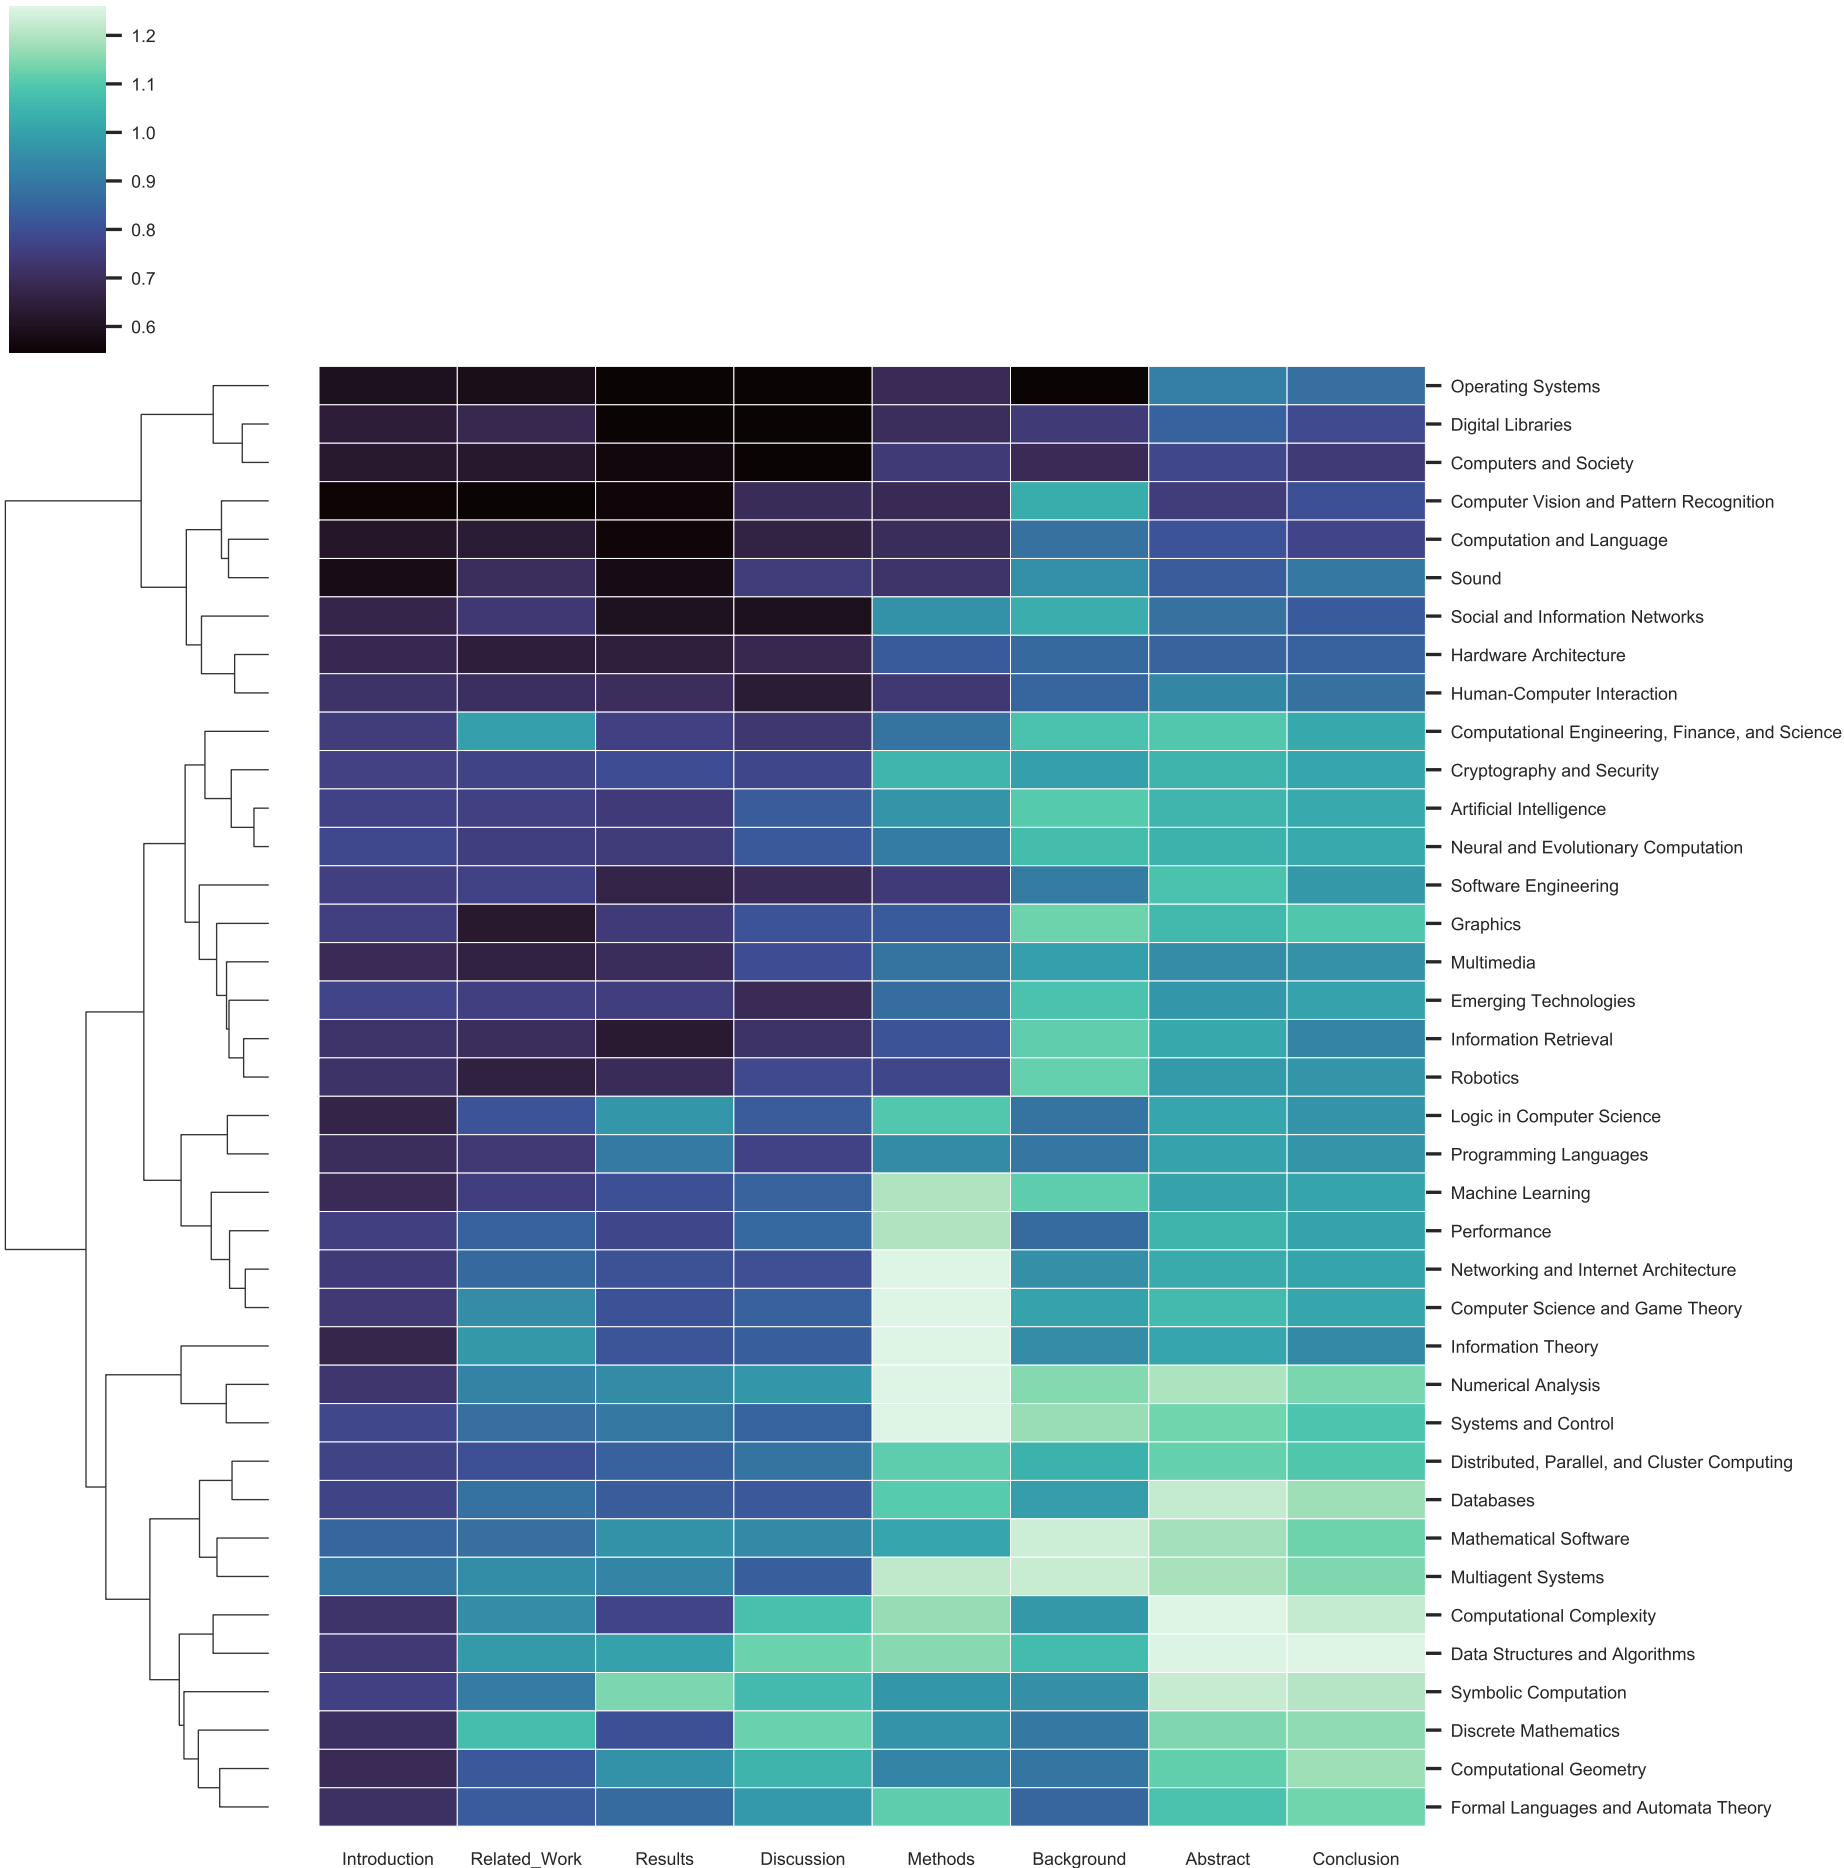 1.2
1.1
1.0
0.9
0.8
0.7
0.6
Operating Systems
Digital Libraries
Computers and Society
Computer Vision and Pattern Recognition
Computation and Language
Sound
Social and Information Networks
Hardware Architecture
Human-Computer Interaction
Computational Engineering, Finance, and Science
Cryptography and Security
Artificial Intelligence
Neural and Evolutionary Computation
Software Engineering
Graphics
Multimedia
Emerging Technologies
Information Retrieval
Robotics
Logic in Computer Science
Programming Languages
Machine Learning
Performance
Networking and Internet Architecture
Computer Science and Game Theory
Information Theory
Numerical Analysis
Systems and Control
Distributed, Parallel, and Cluster Computing
Databases
Mathematical Software
Multiagent Systems
Computational Complexity
Data Structures and Algorithms
Symbolic Computation
Discrete Mathematics
Computational Geometry
Formal Languages and Automata Theory
Introduction Related_Work Results Discussion Methods Background Abstract Conclusion